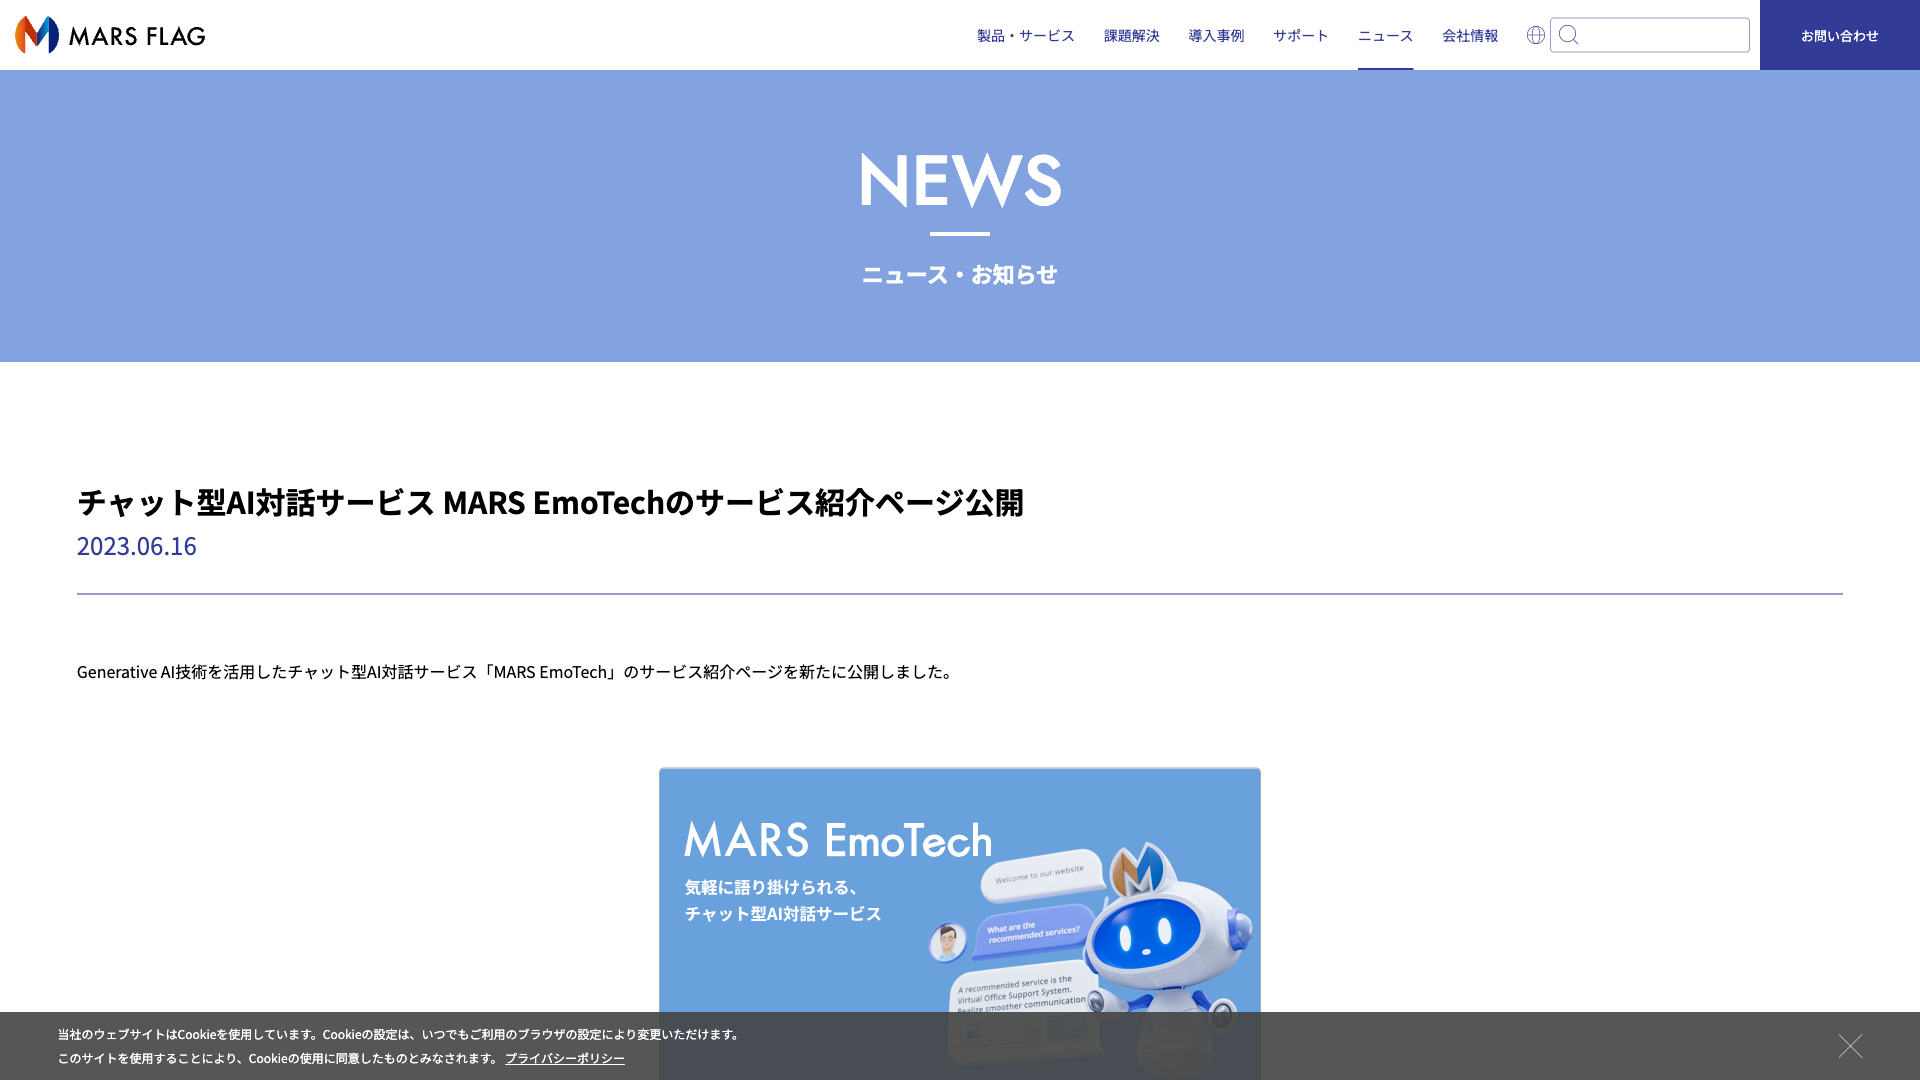 MARS FLAG
製品・サービス
課題解決
導入事例
サポート
ニュース
会社情報
お問い合わせ
NEWS
ニュース・お知らせ
チャット型AI対話サービス MARS EmoTechのサービス紹介ページ公開
2023.06.16
Generative AI技術を活用したチャット型AI対話サービス「MARS EmoTech」のサービス紹介ページを新たに公開しました。
MARS EmoTech
気軽に語り掛けられる、
チャット型AI対話サービス
Welcome to our website
What are the
recommended services?
A recommended service is the
Virtual Office Support System.
Realize smoother communication
当社のウェブサイトはCookieを使用しています。Cookieの設定は、いつでもご利用のブラウザの設定により変更いただけます。
このサイトを使用することにより、Cookieの使用に同意したものとみなされます。 プライバシーポリシー